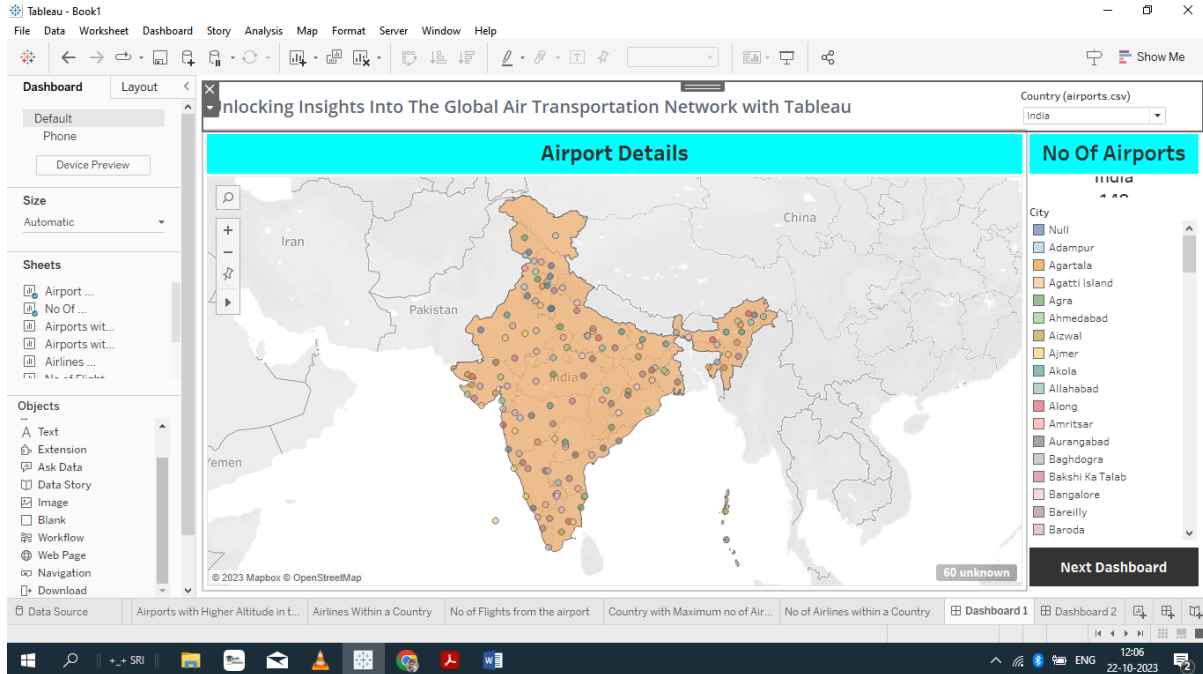 Tableau - Book1
File Data Worksheet Dashboard Story Analysis Map Format Server Window Help
Show Me
Dashboard Layout
Default
Phone
Device Preview
Size
Automatic
Sheets
Airport ...
No Of ...
Airports wit...
Airports wit...
Airlines ...
Objects
Text
Extension
Ask Data
Data Story
Image
Blank
Workflow
Web Page
Navigation
Download
Insights Into The Global Air Transportation Network with Tableau
Country (airports.csv)
India
Airport Details
No Of Airports
India
City
Null
Adampur
Agartala
Agatti Island
Agra
Ahmedabad
Aizwal
Ajmer
Akola
Allahabad
Along
Amritsar
Aurangabad
Baghdogra
Bakshi Ka Talab
Bangalore
Bareilly
Baroda
Next Dashboard
China
Iran
Pakistan
India
© 2023 Mapbox © OpenStreetMap
60 unknown
Data Source Airports with Higher Altitude in t... Airlines Within a Country No of Flights from the airport Country with Maximum no of Air... No of Airlines within a Country Dashboard 1 Dashboard 2
+_+ SRI
ENG
12:06
22-10-2023
2